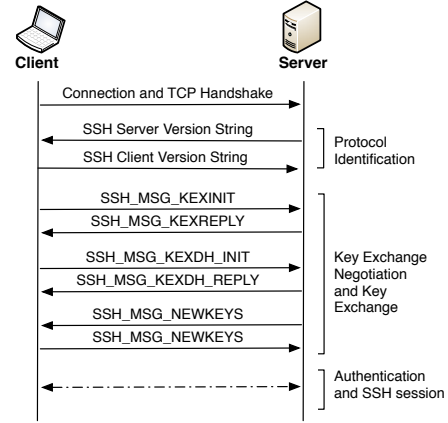 Client
Server
Connection and TCP Handshake
SSH Server Version String
SSH Client Version String
Protocol
Identification
SSH_MSG_KEXINIT
SSH_MSG_KEXREPLY
SSH_MSG_KEXDH_INIT
SSH_MSG_KEXDH_REPLY
SSH_MSG_NEWKEYS
SSH_MSG_NEWKEYS
Key Exchange
Negotiation
and Key
Exchange
Authentication
and SSH session